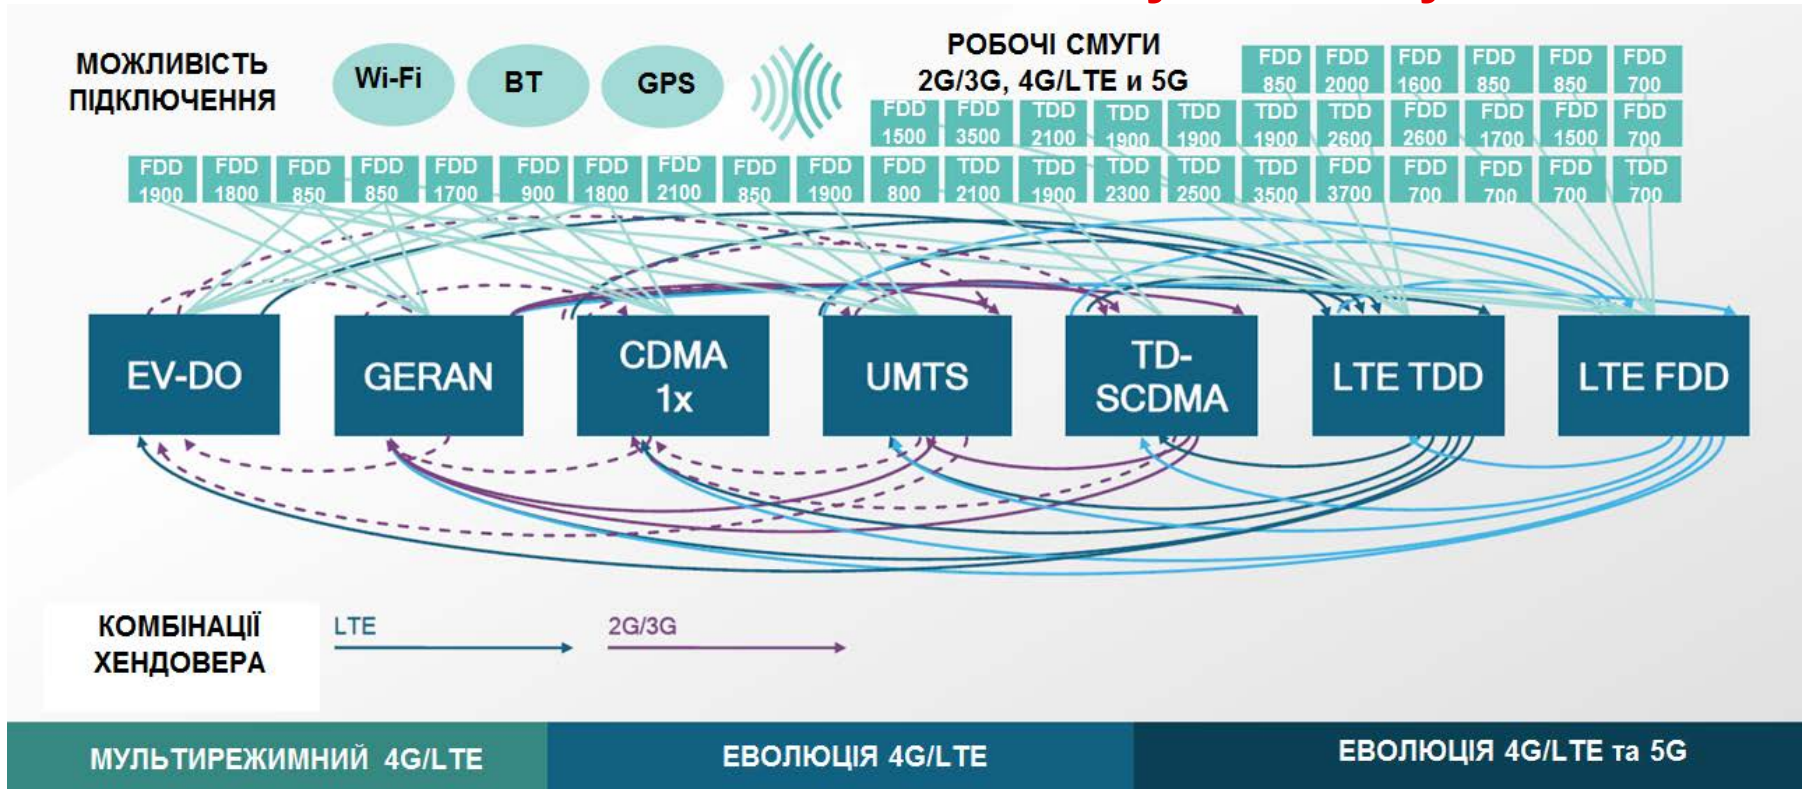 МОЖЛИВІСТЬ
ПІДКЛЮЧЕННЯ
Wi-Fi
BT
GPS
РОБОЧІ СМУГИ
2G/3G, 4G/LTE и 5G
FDD FDD FDD FDD FDD FDD
850 2000 1600 850 850 700
FDD FDD TDD TDD TDD TDD TDD FDD FDD FDD FDD
1500 3500 2100 1900 1900 1900 2600 2600 1700 1500 700
FDD FDD FDD FDD FDD FDD FDD FDD FDD FDD FDD TDD TDD TDD TDD TDD FDD FDD FDD FDD TDD
1900 1800 850 850 1700 900 1800 2100 850 1900 800 2100 1900 2300 2500 3500 3700 700 700 700 700
EV-DO
GERAN
CDMA
1x
UMTS
TD-
SCDMA
LTE TDD
LTE FDD
КОМБІНАЦІЇ
ХЕНДОВЕРА
LTE
2G/3G
МУЛЬТИРЕЖИМНИЙ 4G/LTE
ЕВОЛЮЦІЯ 4G/LTE
ЕВОЛЮЦІЯ 4G/LTE та 5G